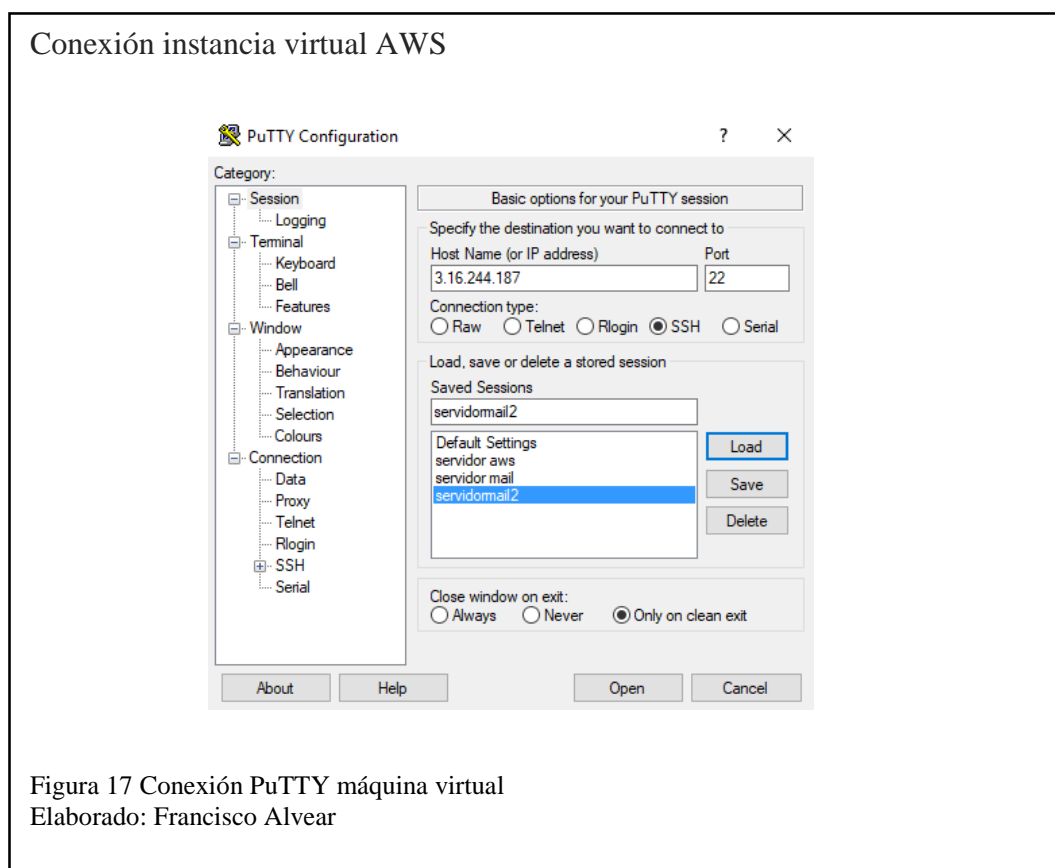 Conexión instancia virtual AWS
PuTTY Configuration ? ×
Category:
Session
Logging
Terminal
Keyboard
Bell
Features
Window
Appearance
Behaviour
Translation
Selection
Colours
Connection
Data
Proxy
Telnet
Rlogin
SSH
Serial
Basic options for your PuTTY session
Specify the destination you want to connect to
Host Name (or IP address) Port
3.16.244.187 22
Connection type:
Raw Telnet Rlogin SSH Serial
Load, save or delete a stored session
Saved Sessions
servidormail2
Default Settings
servidor aws
servidor mail
servidormail2
Load
Save
Delete
Close window on exit:
Always Never Only on clean exit
About Help Open Cancel
Figura 17 Conexión PuTTY máquina virtual
Elaborado: Francisco Alvear